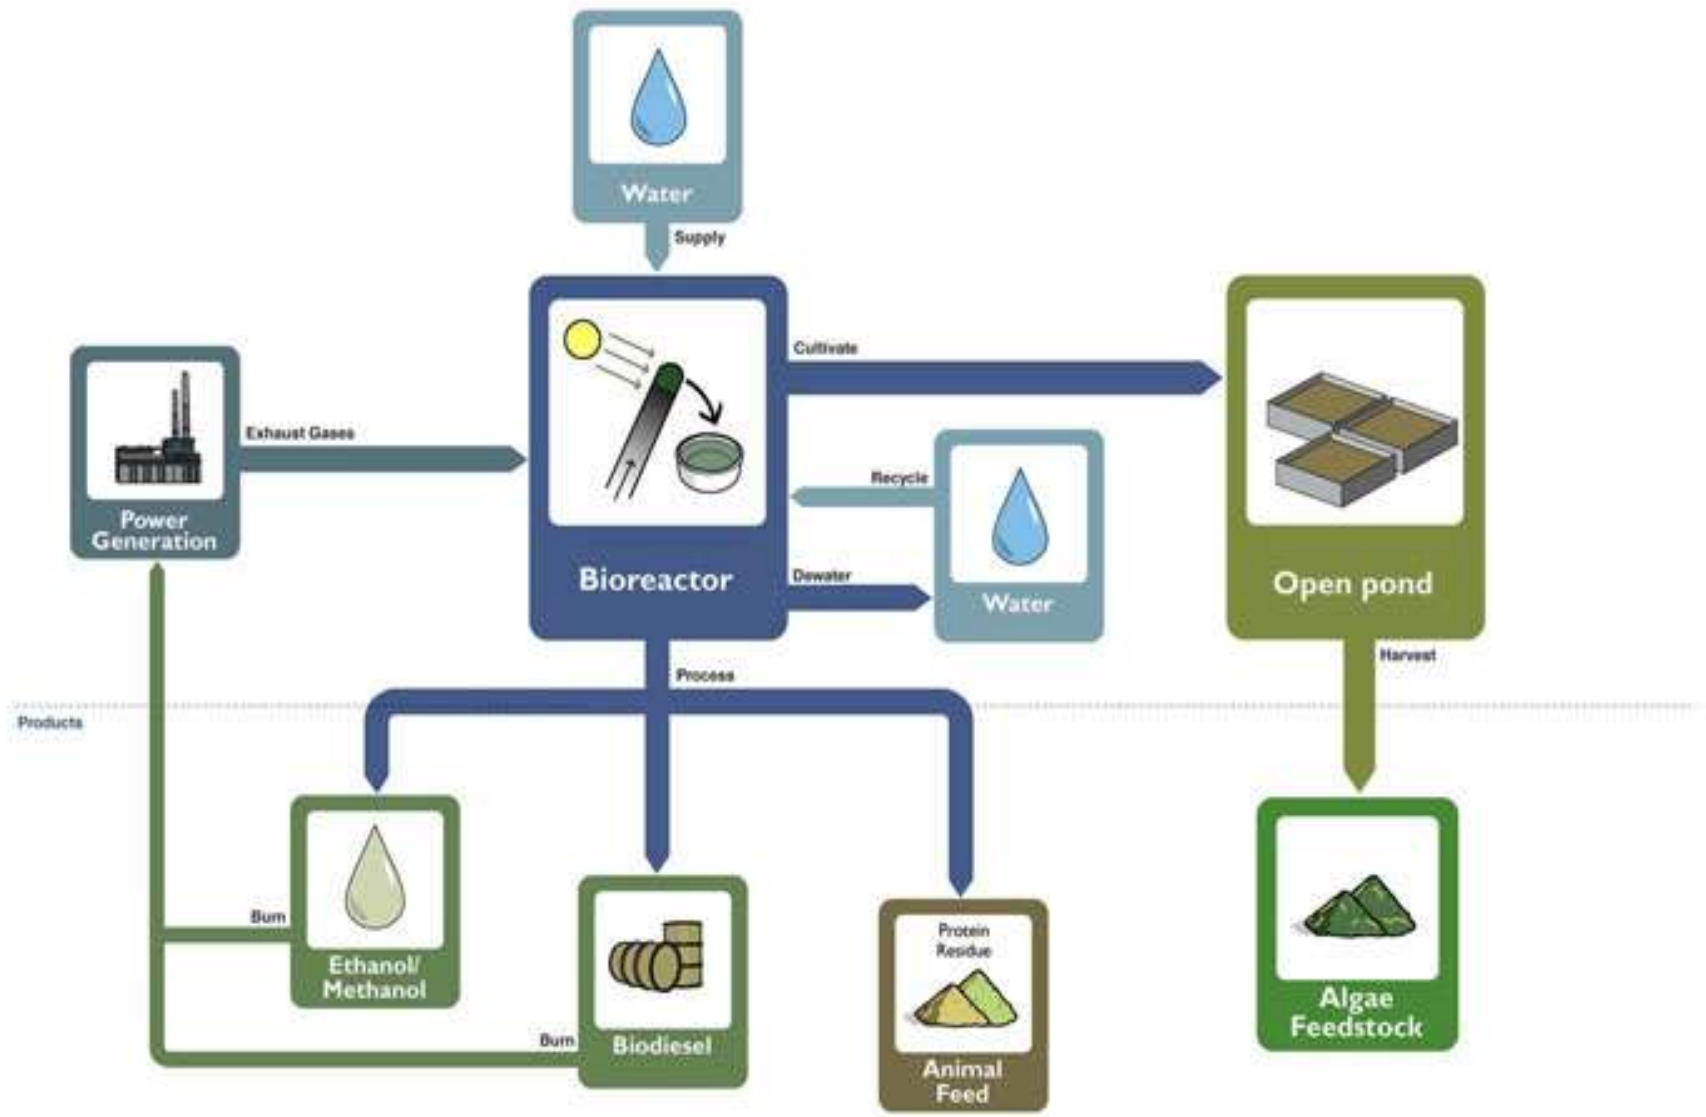 Water
Supply
Cultivate
Exhaust Gases
Power
Generation
Recycle
Bioreactor
Dewater
Water
Open pond
Process
Harvest
Products
Burn
Ethanol/
Methanol
Burn
Biodiesel
Protein
Residue
Animal
Feed
Algae
Feedstock